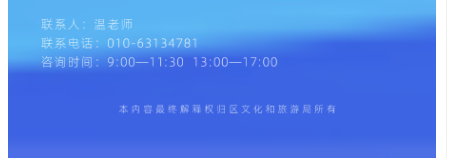 联系人：温老师
联系电话：010-63134781
咨询时间：9:00—11:30 13:00—17:00
本内容最终解释权归区文化和旅游局所有